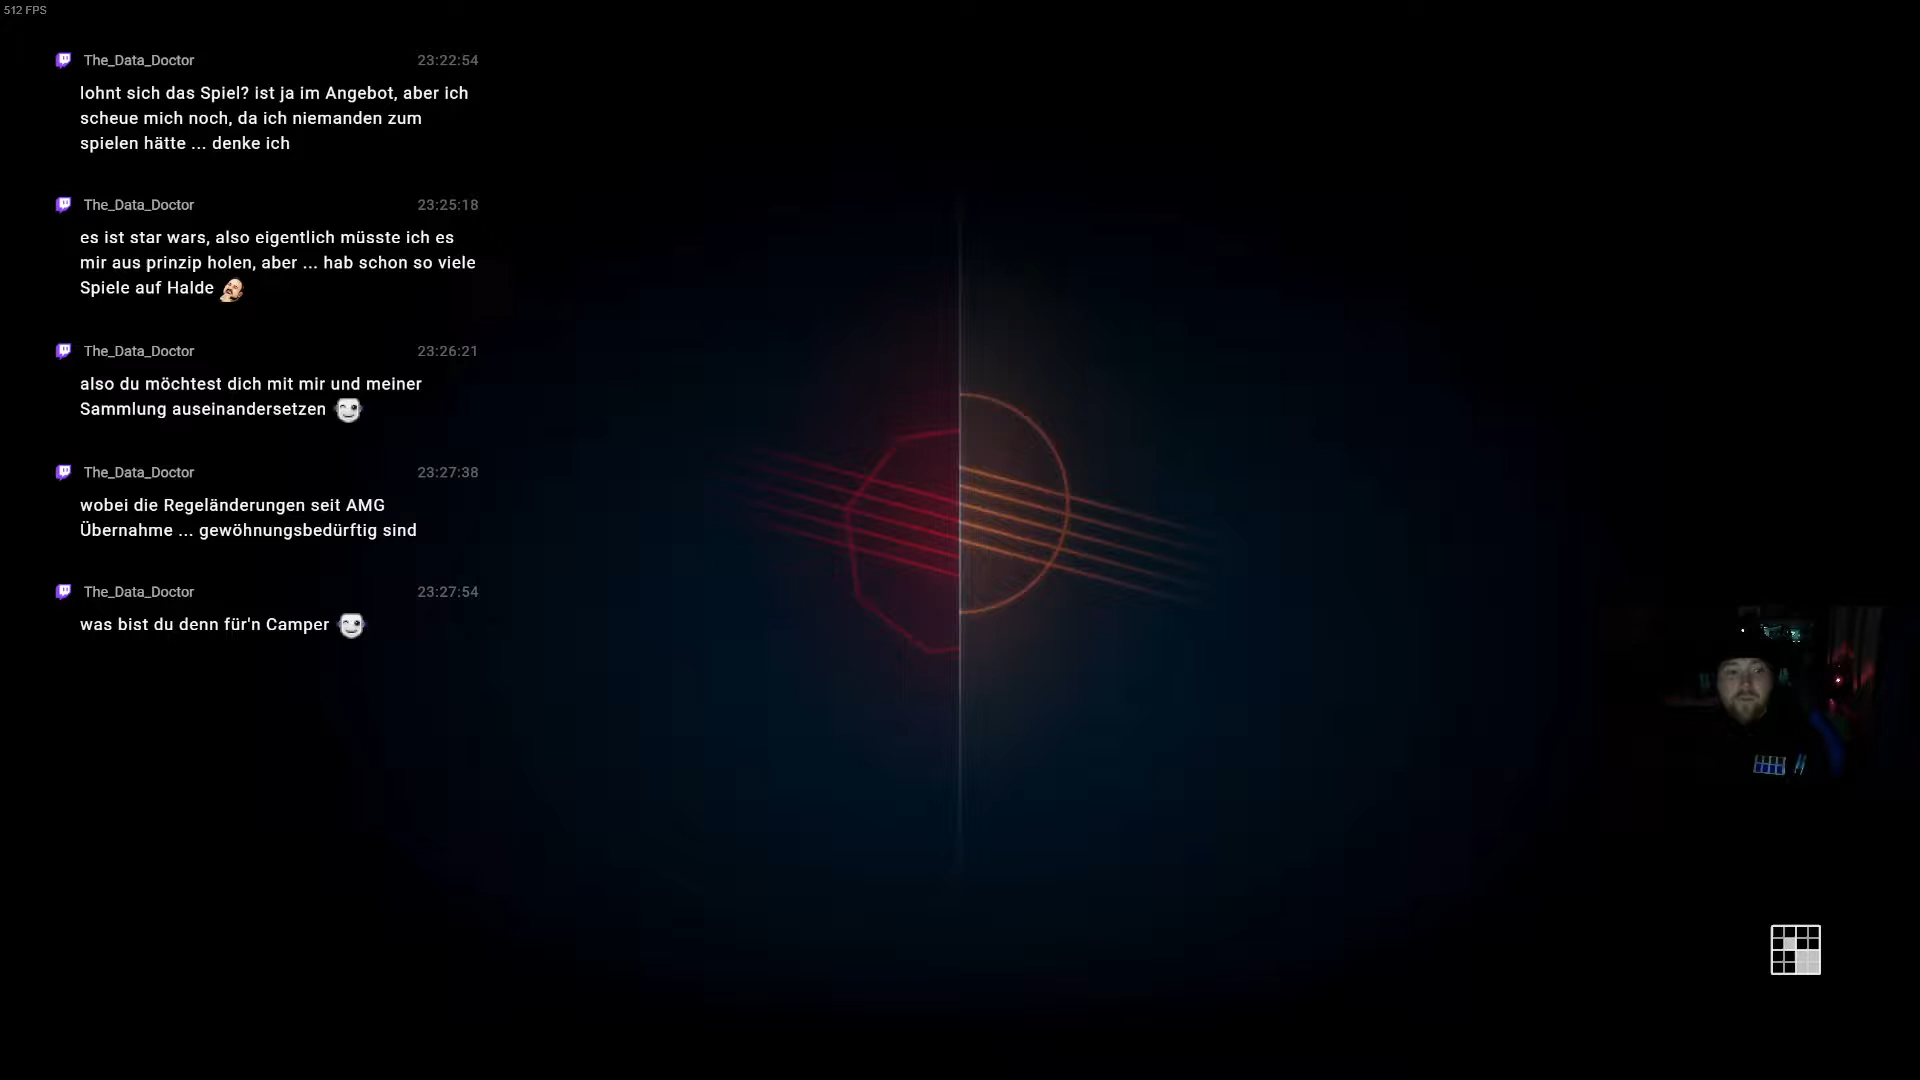 512 FPS
The_Data_Doctor 23:22:54
lohnt sich das Spiel? ist ja im Angebot, aber ich
scheue mich noch, da ich niemanden zum
spielen hätte ... denke ich
The_Data_Doctor 23:25:18
es ist star wars, also eigentlich müsste ich es
mir aus prinzip holen, aber ... hab schon so viele
Spiele auf Halde
The_Data_Doctor 23:26:21
also du möchtest dich mit mir und meiner
Sammlung auseinandersetzen
The_Data_Doctor 23:27:38
wobei die Regeländerungen seit AMG
Übernahme ... gewöhnungsbedürftig sind
The_Data_Doctor 23:27:54
was bist du denn für'n Camper